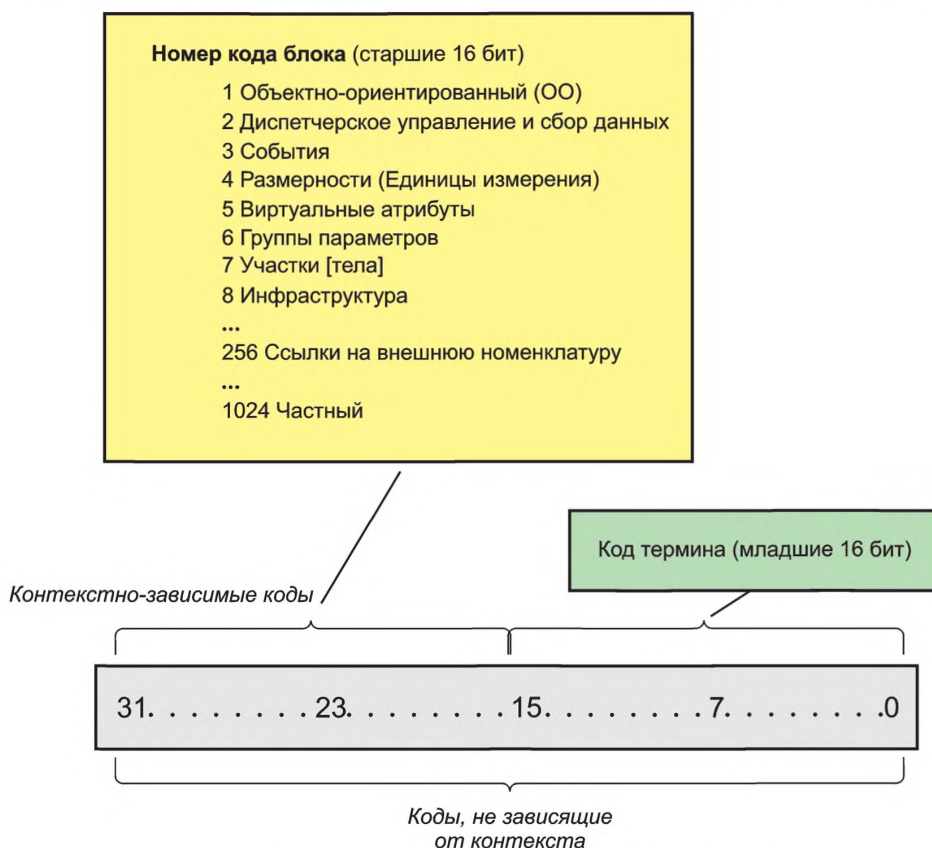 Номер кода блока (старшие 16 бит)
1 Объектно-ориентированный (ОО)
2 Диспетчерское управление и сбор данных
3 События
4 Размерности (Единицы измерения)
5 Виртуальные атрибуты
6 Группы параметров
7 Участки [тела]
8 Инфраструктура
...
256 Ссылки на внешнюю номенклатуру
...
1024 Частный
Код термина (младшие 16 бит)
Контекстно-зависимые коды
31. . . . . . . . 23. . . . . . . . 15. . . . . . . . 7. . . . . . . .0
Коды, не зависящие
от контекста